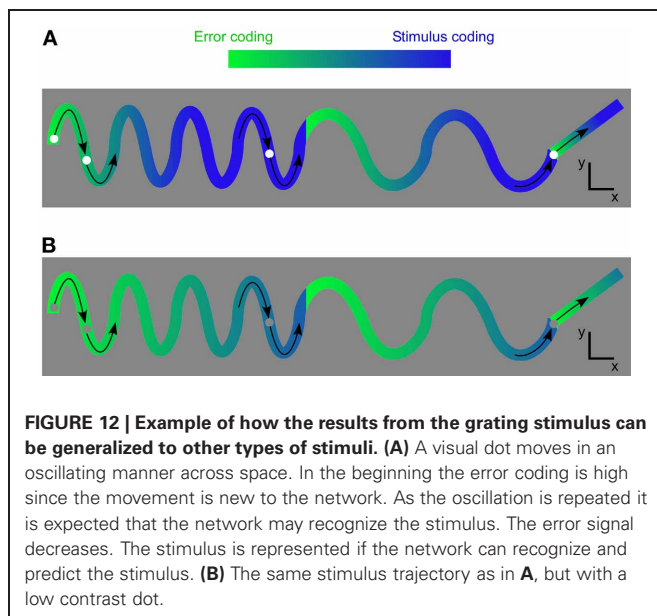 A
Error coding
Stimulus coding
y
x
B
y
x
FIGURE 12 | Example of how the results from the grating stimulus can
be generalized to other types of stimuli. (A) A visual dot moves in an
oscillating manner across space. In the beginning the error coding is high
since the movement is new to the network. As the oscillation is repeated it
is expected that the network may recognize the stimulus. The error signal
decreases. The stimulus is represented if the network can recognize and
predict the stimulus. (B) The same stimulus trajectory as in A, but with a
low contrast dot.